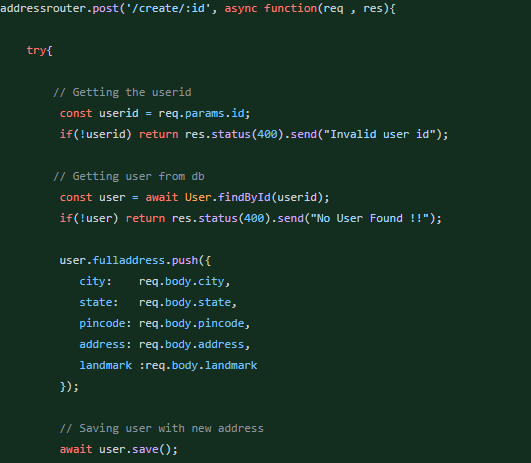 addressrouter.post('/create/:id', async function(req , res){
try{
// Getting the userid
const userid = req.params.id;
if(!userid) return res.status(400).send("Invalid user id");
// Getting user from db
const user = await User.findById(userid);
if(!user) return res.status(400).send("No User Found !!");
user.fulladdress.push({
city: req.body.city,
state: req.body.state,
pincode: req.body.pincode,
address: req.body.address,
landmark :req.body.landmark
});
// Saving user with new address
await user.save();